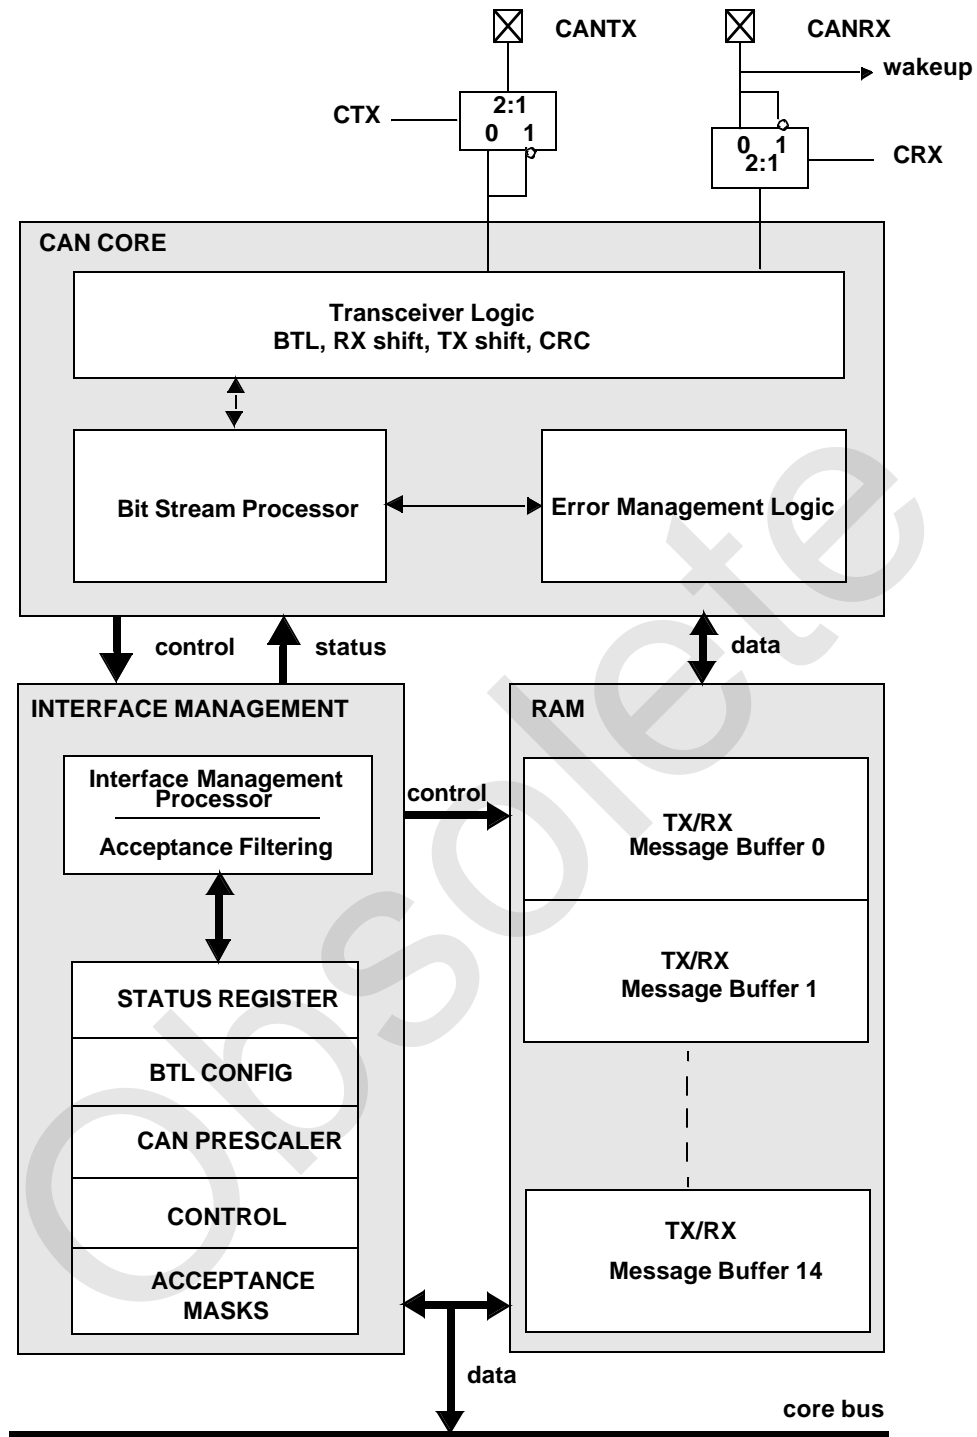 CANTX
CANRX
wakeup
CTX
2:1
0 1
0 1
2:1
CRX
CAN CORE
Transceiver Logic
BTL, RX shift, TX shift, CRC
Bit Stream Processor
Error Management Logic
control
status
data
INTERFACE MANAGEMENT
RAM
Interface Management
Processor
Acceptance Filtering
control
TX/RX
Message Buffer 0
TX/RX
Message Buffer 1
STATUS REGISTER
BTL CONFIG
CAN PRESCALER
CONTROL
ACCEPTANCE
MASKS
TX/RX
Message Buffer 14
data
core bus
Obsolete